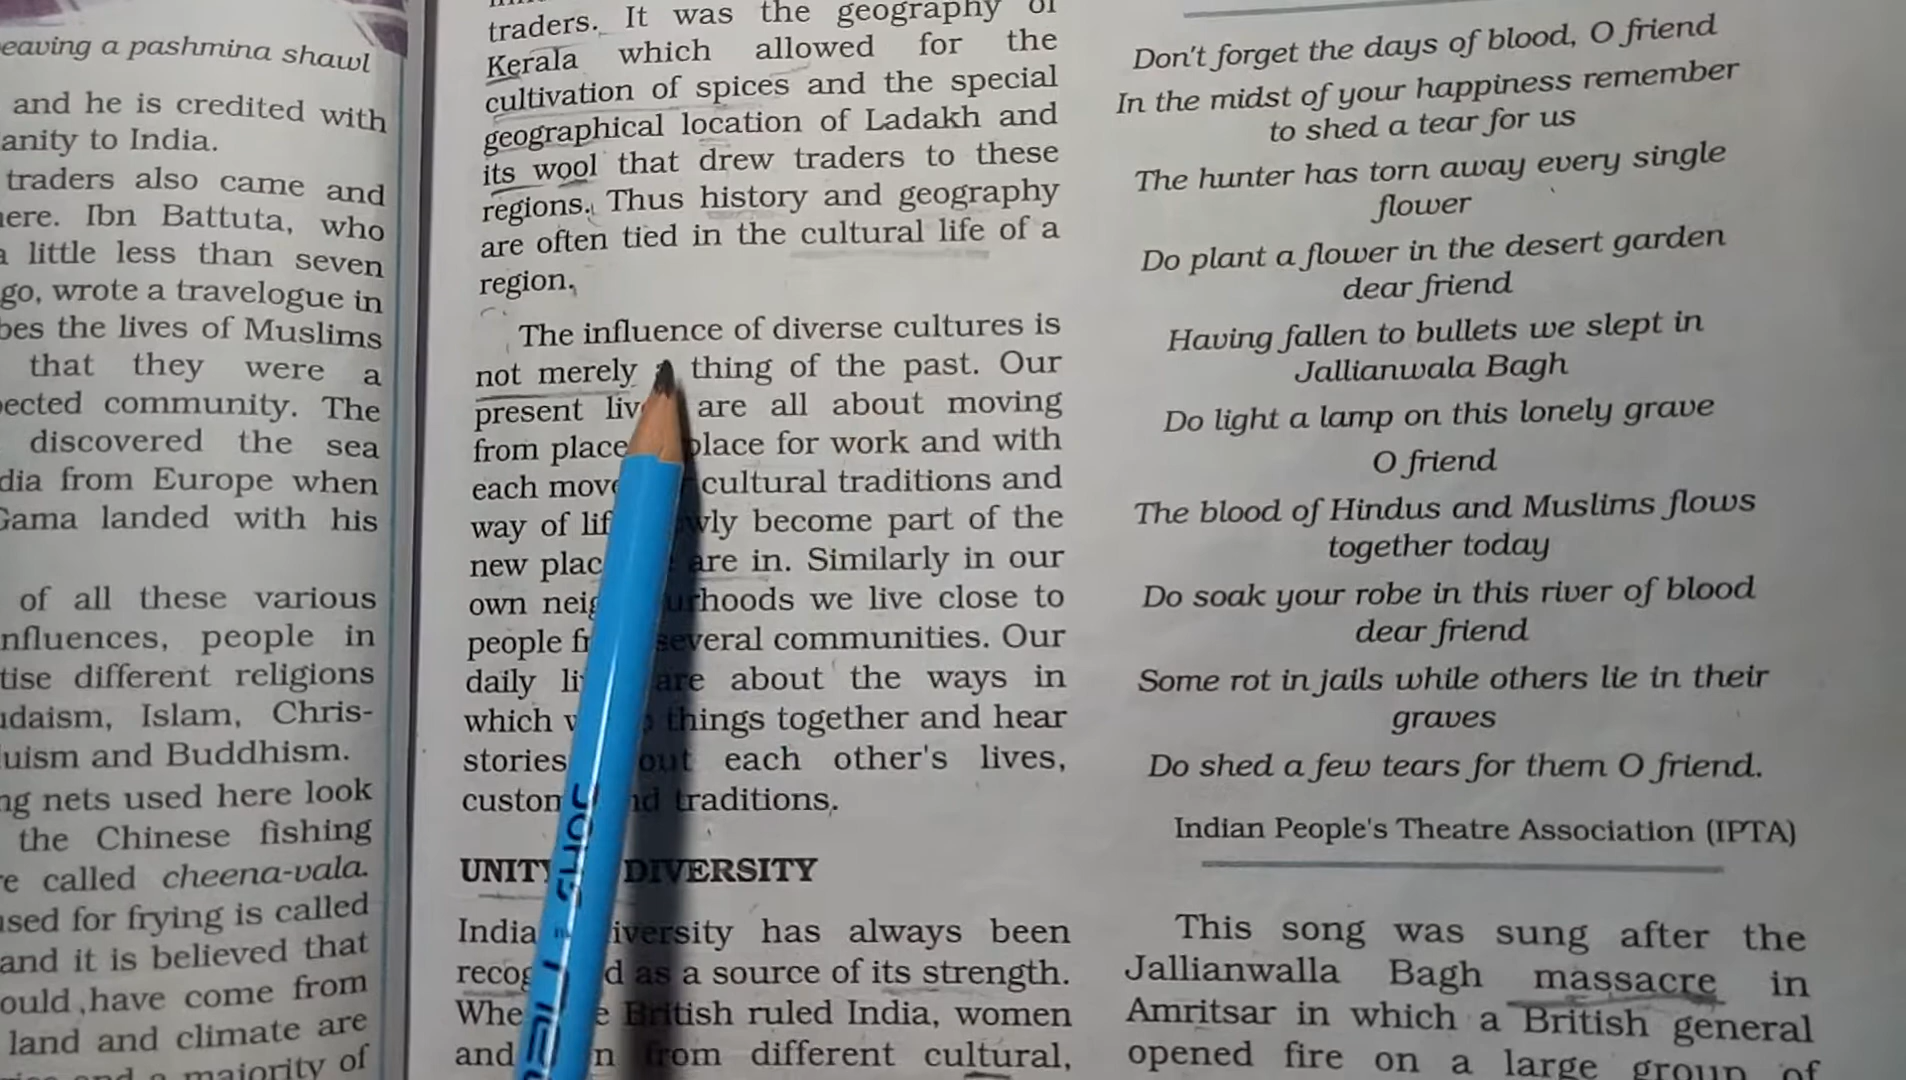 eaving a pashmina shawl
and he is credited with
anity to India.
traders also came and
ere. Ibn Battuta, who
a little less than seven
go, wrote a travelogue in
bes the lives of Muslims
that they were a
pected community. The
discovered the sea
dia from Europe when
Gama landed with his
of all these various
nfluences, people in
tise different religions
udaism, Islam, Chris-
uism and Buddhism.
ng nets used here look
the Chinese fishing
re called cheena-vala.
used for frying is called
and it is believed that
ould have come from
land and climate are
a majority of
traders. It was the geography of
Kerala which allowed for the
cultivation of spices and the special
geographical location of Ladakh and
its wool that drew traders to these
regions. Thus history and geography
are often tied in the cultural life of a
region.
The influence of diverse cultures is
not merely thing of the past. Our
present are all about moving
from place place for work and with
each move cultural traditions and
way of become part of the
new are in. Similarly in our
own we live close to
people several communities. Our
daily are about the ways in
which things together and hear
stories each other's lives,
traditions.
UNITY DIVERSITY
India diversity has always been
as a source of its strength.
British ruled India, women
and from different cultural,
Don't forget the days of blood, O friend
In the midst of your happiness remember
to shed a tear for us
The hunter has torn away every single
flower
Do plant a flower in the desert garden
dear friend
Having fallen to bullets we slept in
Jallianwala Bagh
Do light a lamp on this lonely grave
O friend
The blood of Hindus and Muslims flows
together today
Do soak your robe in this river of blood
dear friend
Some rot in jails while others lie in their
graves
Do shed a few tears for them O friend.
Indian People's Theatre Association (IPTA)
This song was sung after the
Jallianwalla Bagh massacre in
Amritsar in which a British general
opened fire on a large group of